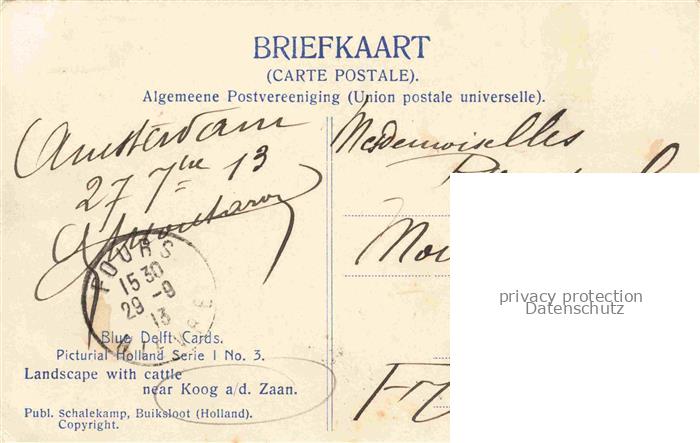 BRIEFKAART
(CARTE POSTALE).
Algemeene Postvereeniging (Union postale universelle).
Amsterdam
27 7bre 13
Mesdemoiselles
TOURS
15 30
29 - 9
13
privacy protection
Datenschutz
Blue Delft Cards.
Picturial Holland Serie I No. 3.
Landscape with cattle
near Koog a/d. Zaan.
Publ. Schalekamp, Buiksloot (Holland).
Copyright.